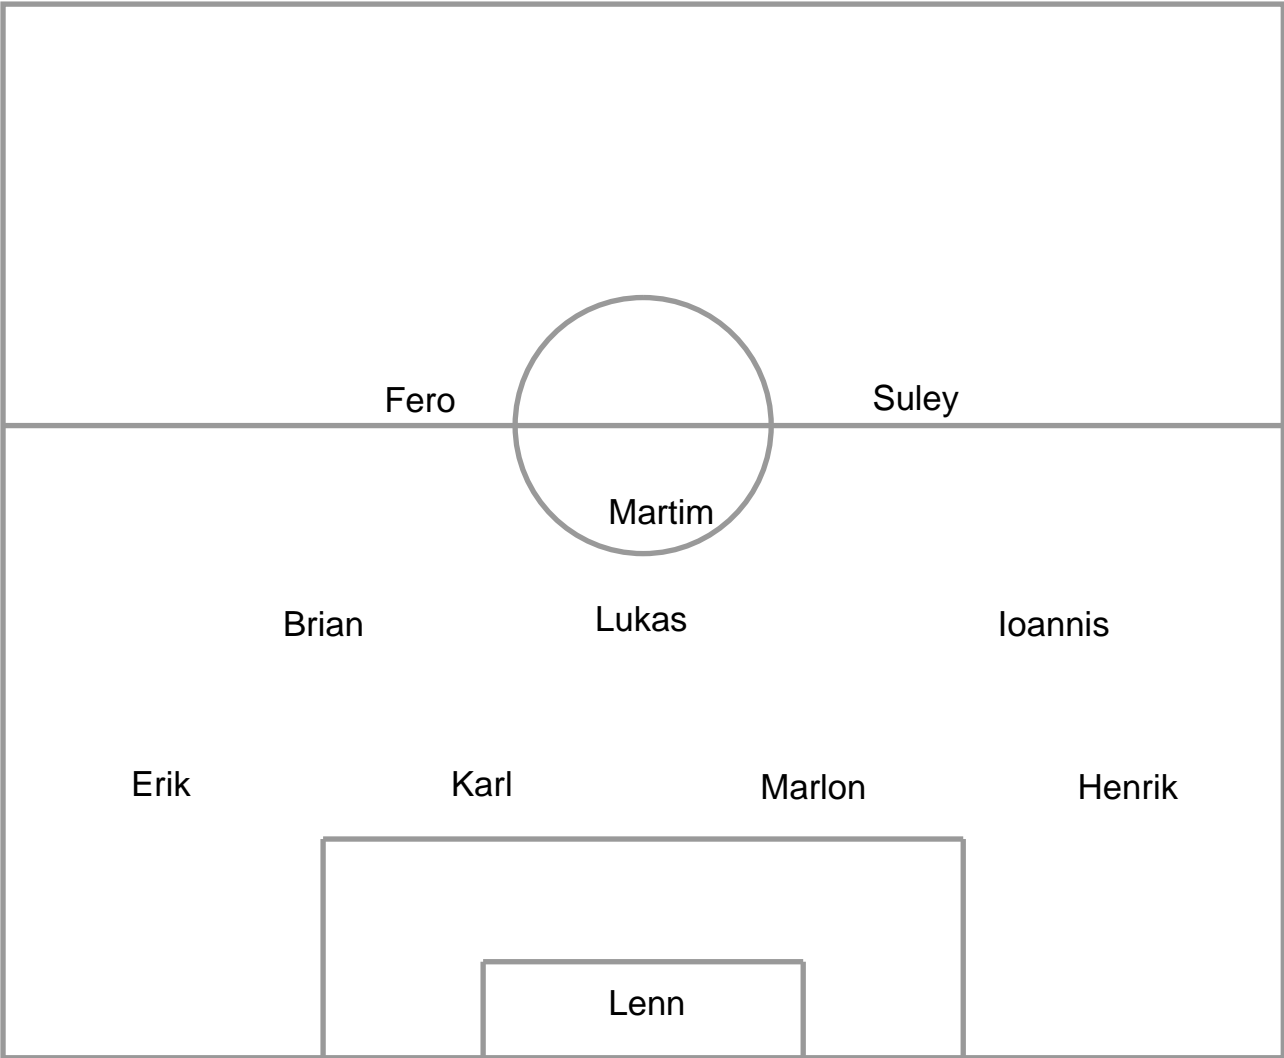 Fero
Suley
Martim
Brian
Lukas
Ioannis
Erik
Karl
Marlon
Henrik
Lenn